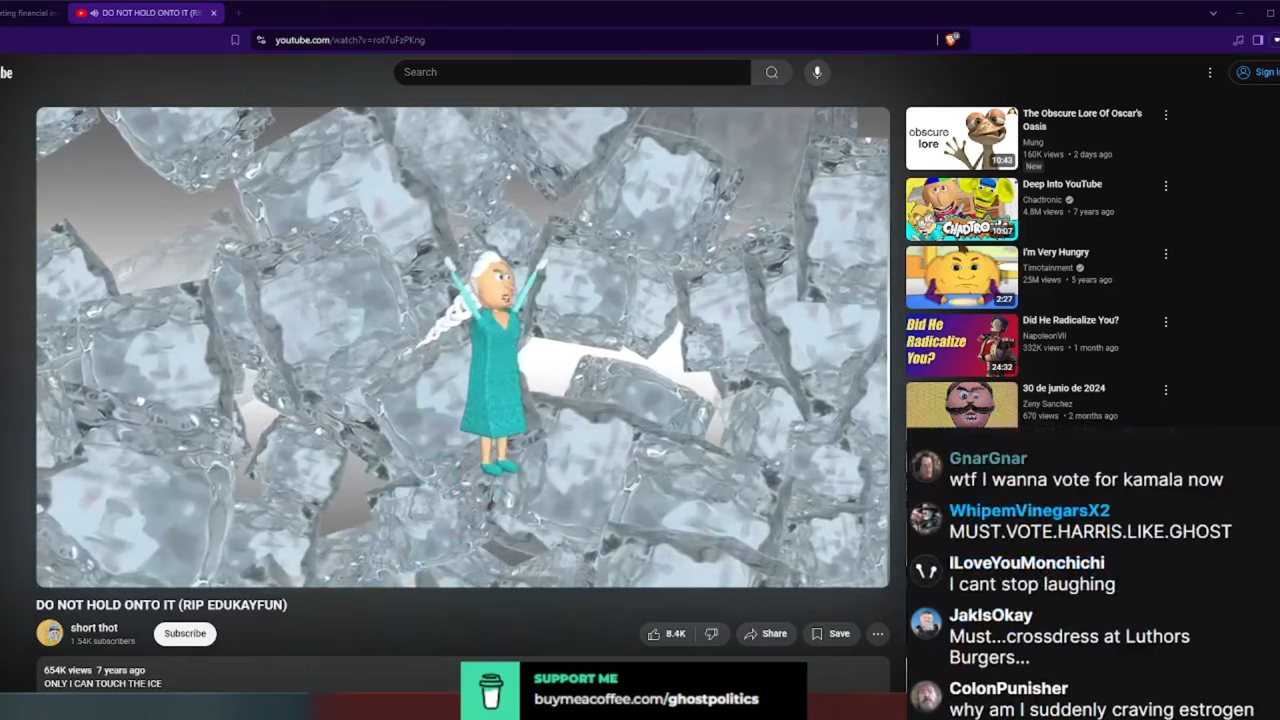 DO NOT HOLD ONTO IT (RI
youtube.com/watch?v=rot7uFzPKng
be
Search
Sign i
obscure
lore
10:43
The Obscure Lore Of Oscar's
Oasis
Mung
160K views • 2 days ago
New
CHADTRO
10:07
Deep Into YouTube
Chadtronic
4.8M views • 7 years ago
2:27
I'm Very Hungry
Timotainment
25M views • 5 years ago
Did He
Radicalize
You?
24:32
Did He Radicalize You?
NapoleonVII
332K views • 1 month ago
30 de junio de 2024
Zeny Sanchez
670 views • 2 months ago
GnarGnar
wtf I wanna vote for kamala now
WhipemVinegarsX2
MUST.VOTE.HARRIS.LIKE.GHOST
ILoveYouMonchichi
I cant stop laughing
JakIsOkay
Must...crossdress at Luthors
Burgers...
ColonPunisher
why am I suddenly craving estrogen
DO NOT HOLD ONTO IT (RIP EDUKAYFUN)
short thot
1.54K subscribers
Subscribe
8.4K
Share
Save
654K views 7 years ago
ONLY I CAN TOUCH THE ICE
SUPPORT ME
buymeacoffee.com/ghostpolitics